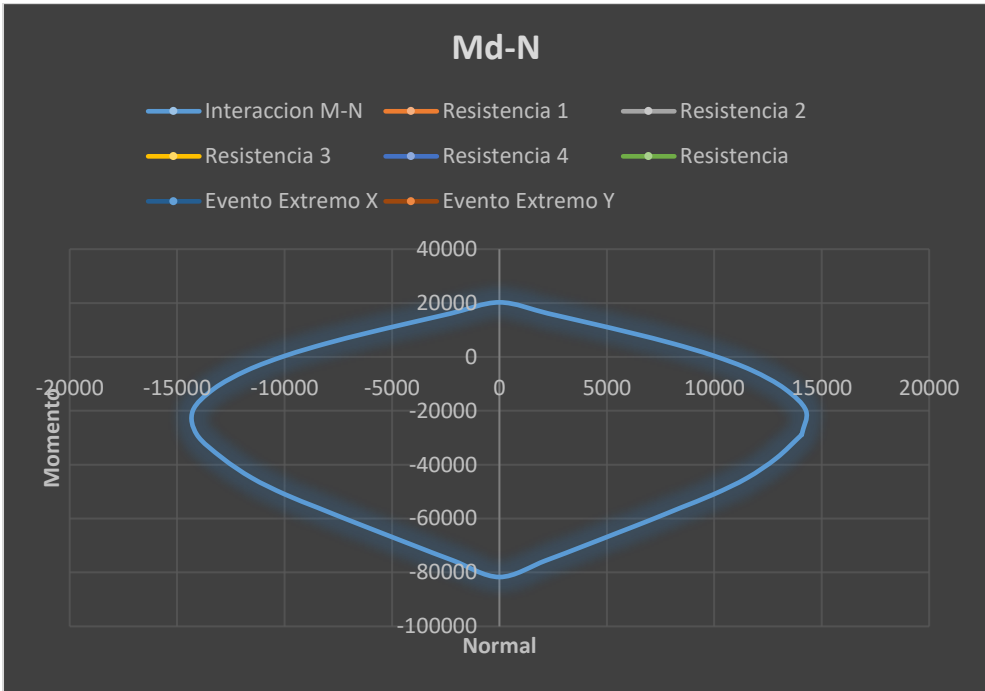 Md-N
Interaccion M-N Resistencia 1 Resistencia 2
Resistencia 3 Resistencia 4 Resistencia
Evento Extremo X Evento Extremo Y
40000
20000
0
-20000 -15000 -10000 -5000 0 5000 10000 15000 20000
-20000
Momento
-40000
-60000
-80000
-100000
Normal